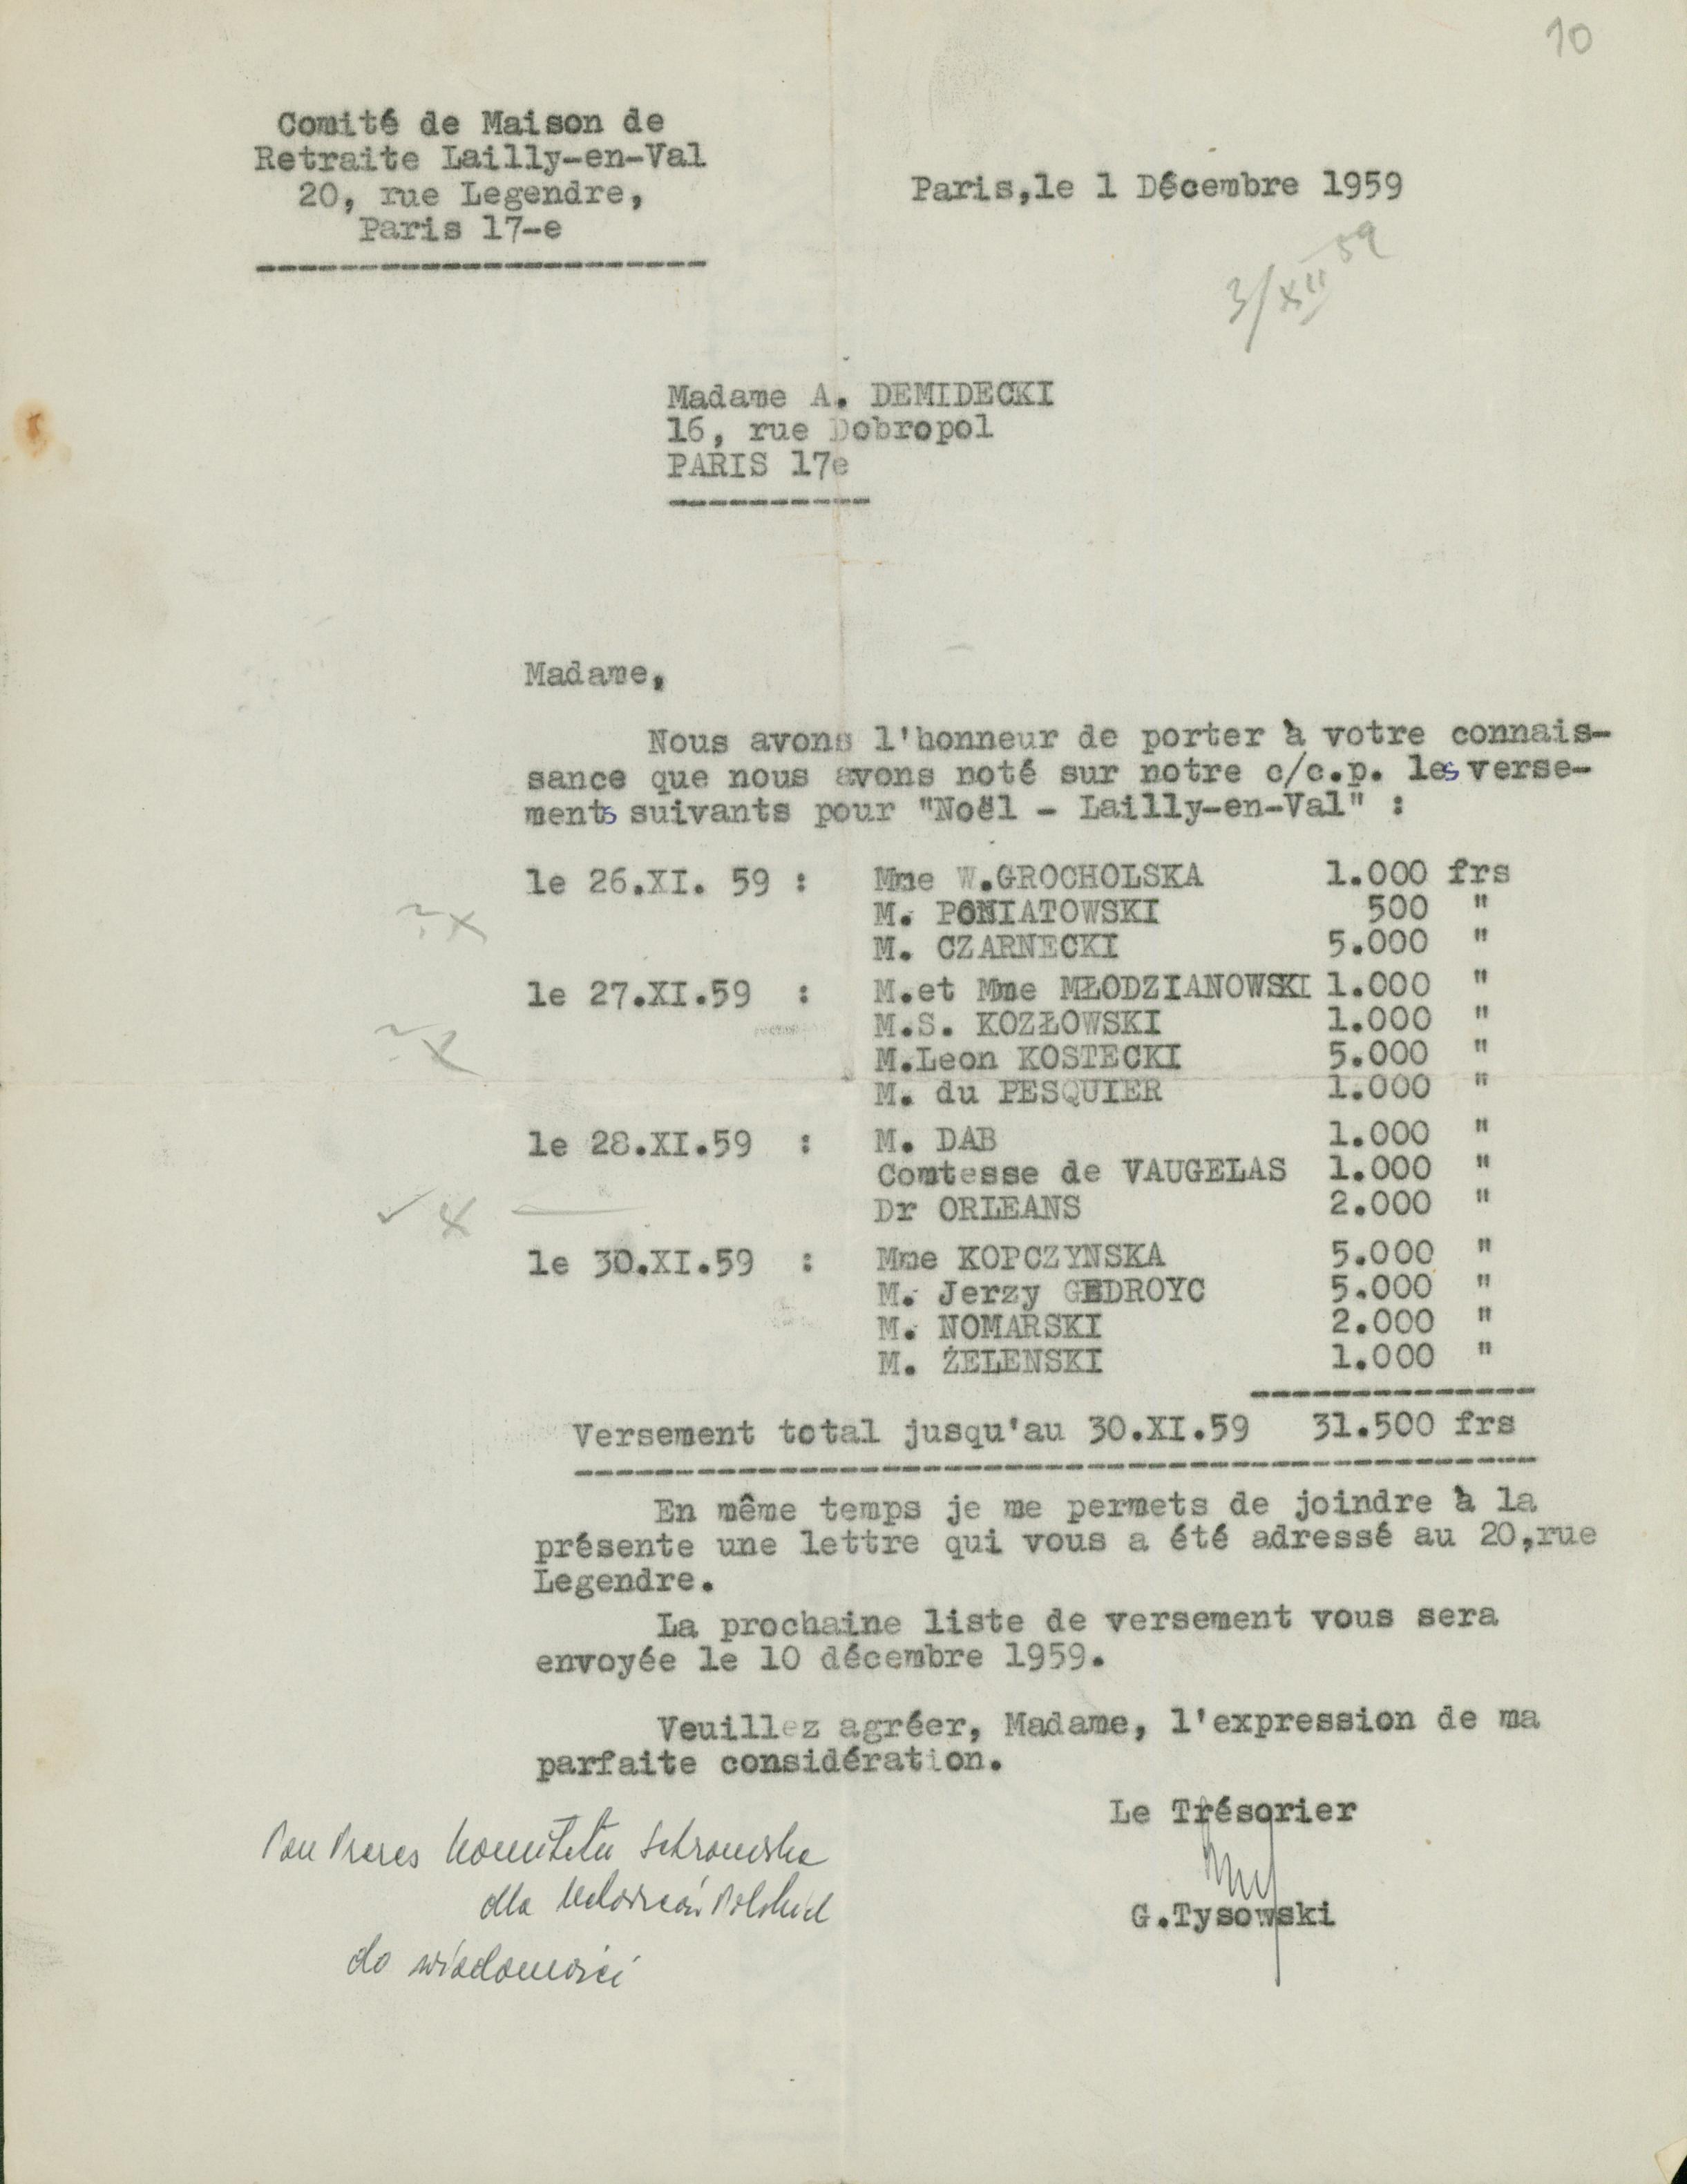 10
Comité de Maison de
Retraite Lailly-en-Val
20, rue Legendre,
Paris 17-e
Paris,le 1 Décembre 1959
3/XII 59
Madame A. DEMIDECKI
16, rue Dobropol
PARIS 17e
Madame,
Nous avons l'honneur de porter à votre connais-
sance que nous avons noté sur notre c/c.p. les verse-
ments suivants pour "Noël - Lailly-en-Val" :
le 26.XI. 59 : Mme W.GROCHOLSKA 1.000 frs
M. PONIATOWSKI 500 "
M. CZARNECKI 5.000 "
le 27.XI.59 : M.et Mme MŁODZIANOWSKI 1.000 "
M.S. KOZŁOWSKI 1.000 "
M.Leon KOSTECKI 5.000 "
M. du PESQUIER 1.000 "
le 28.XI.59 : M. DAB 1.000 "
Comtesse de VAUGELAS 1.000 "
Dr ORLEANS 2.000 "
le 30.XI.59 : Mme KOPCZYNSKA 5.000 "
M. Jerzy GEDROYC 5.000 "
M. NOMARSKI 2.000 "
M. ŻELENSKI 1.000 "
Versement total jusqu'au 30.XI.59 31.500 frs
En même temps je me permets de joindre à la
présente une lettre qui vous a été adressé au 20,rue
Legendre.
La prochaine liste de versement vous sera
envoyée le 10 décembre 1959.
Veuillez agréer, Madame, l'expression de ma
parfaite considération.
Le Trésorier
G.Tysowski
Pan Prezes Komitetu Schroniska
dla
do wiadomości